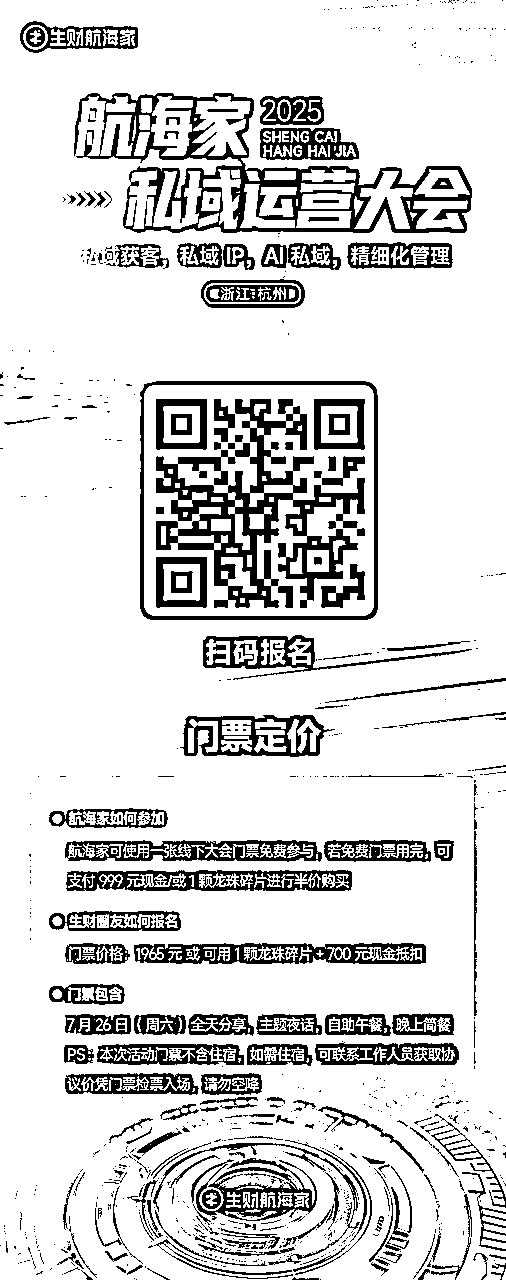 生财航海家
航海家
2025
SHENG CAI
HANG HAI JIA
私域运营大会
私域获客，私域 IP，AI 私域，精细化管理
浙江·杭州
扫码报名
门票定价
航海家如何参加
航海家可使用一张线下大会门票免费参与，若免费门票用完，可
支付 999 元现金/或 1 颗龙珠碎片进行半价购买
生财圈友如何报名
门票价格：1965 元 或 可用 1 颗龙珠碎片 + 700 元现金抵扣
门票包含
7 月 26 日（ 周六 ）全天分享，主题夜话，自助午餐，晚上简餐
PS：本次活动门票不含住宿，如需住宿，可联系工作人员获取协
议价凭门票检票入场，请勿空降
生财航海家